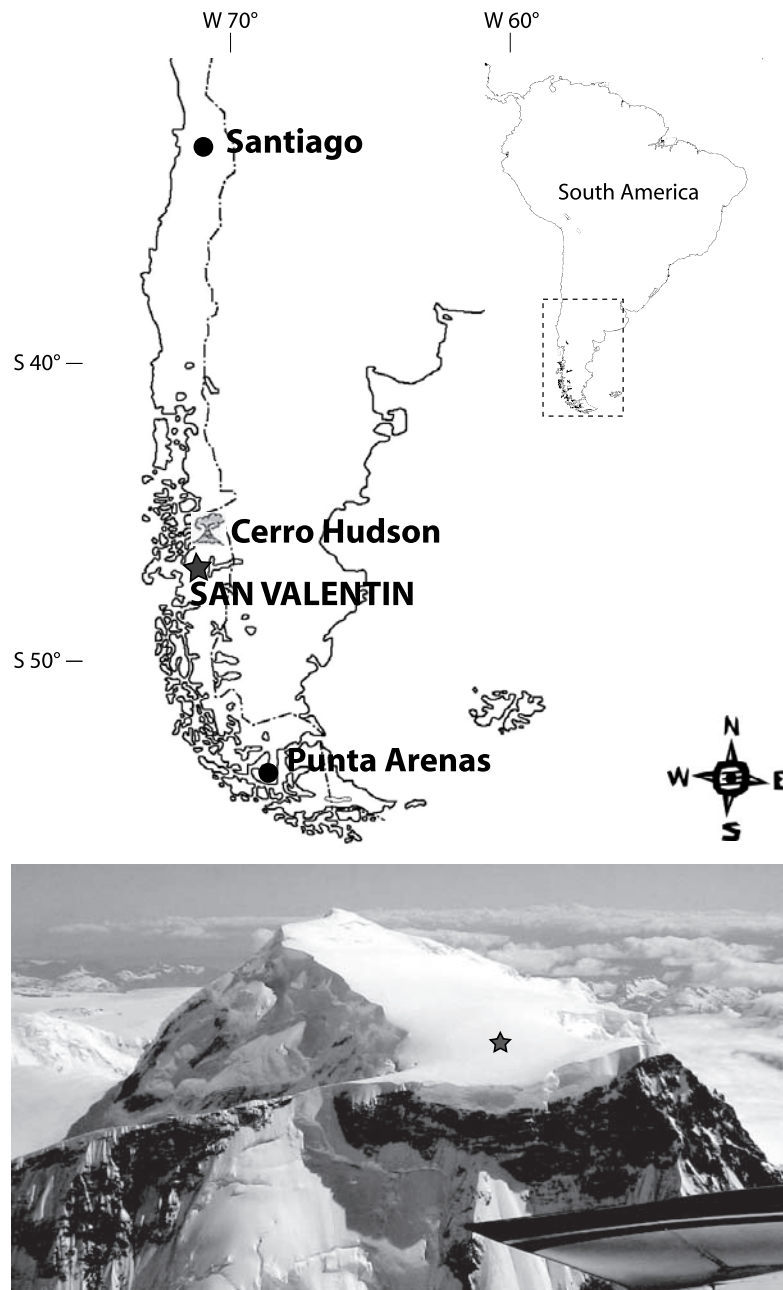 W 70°
W 60°
Santiago
South America
S 40°
Cerro Hudson
SAN VALENTIN
S 50°
N
Punta Arenas
W
E
S